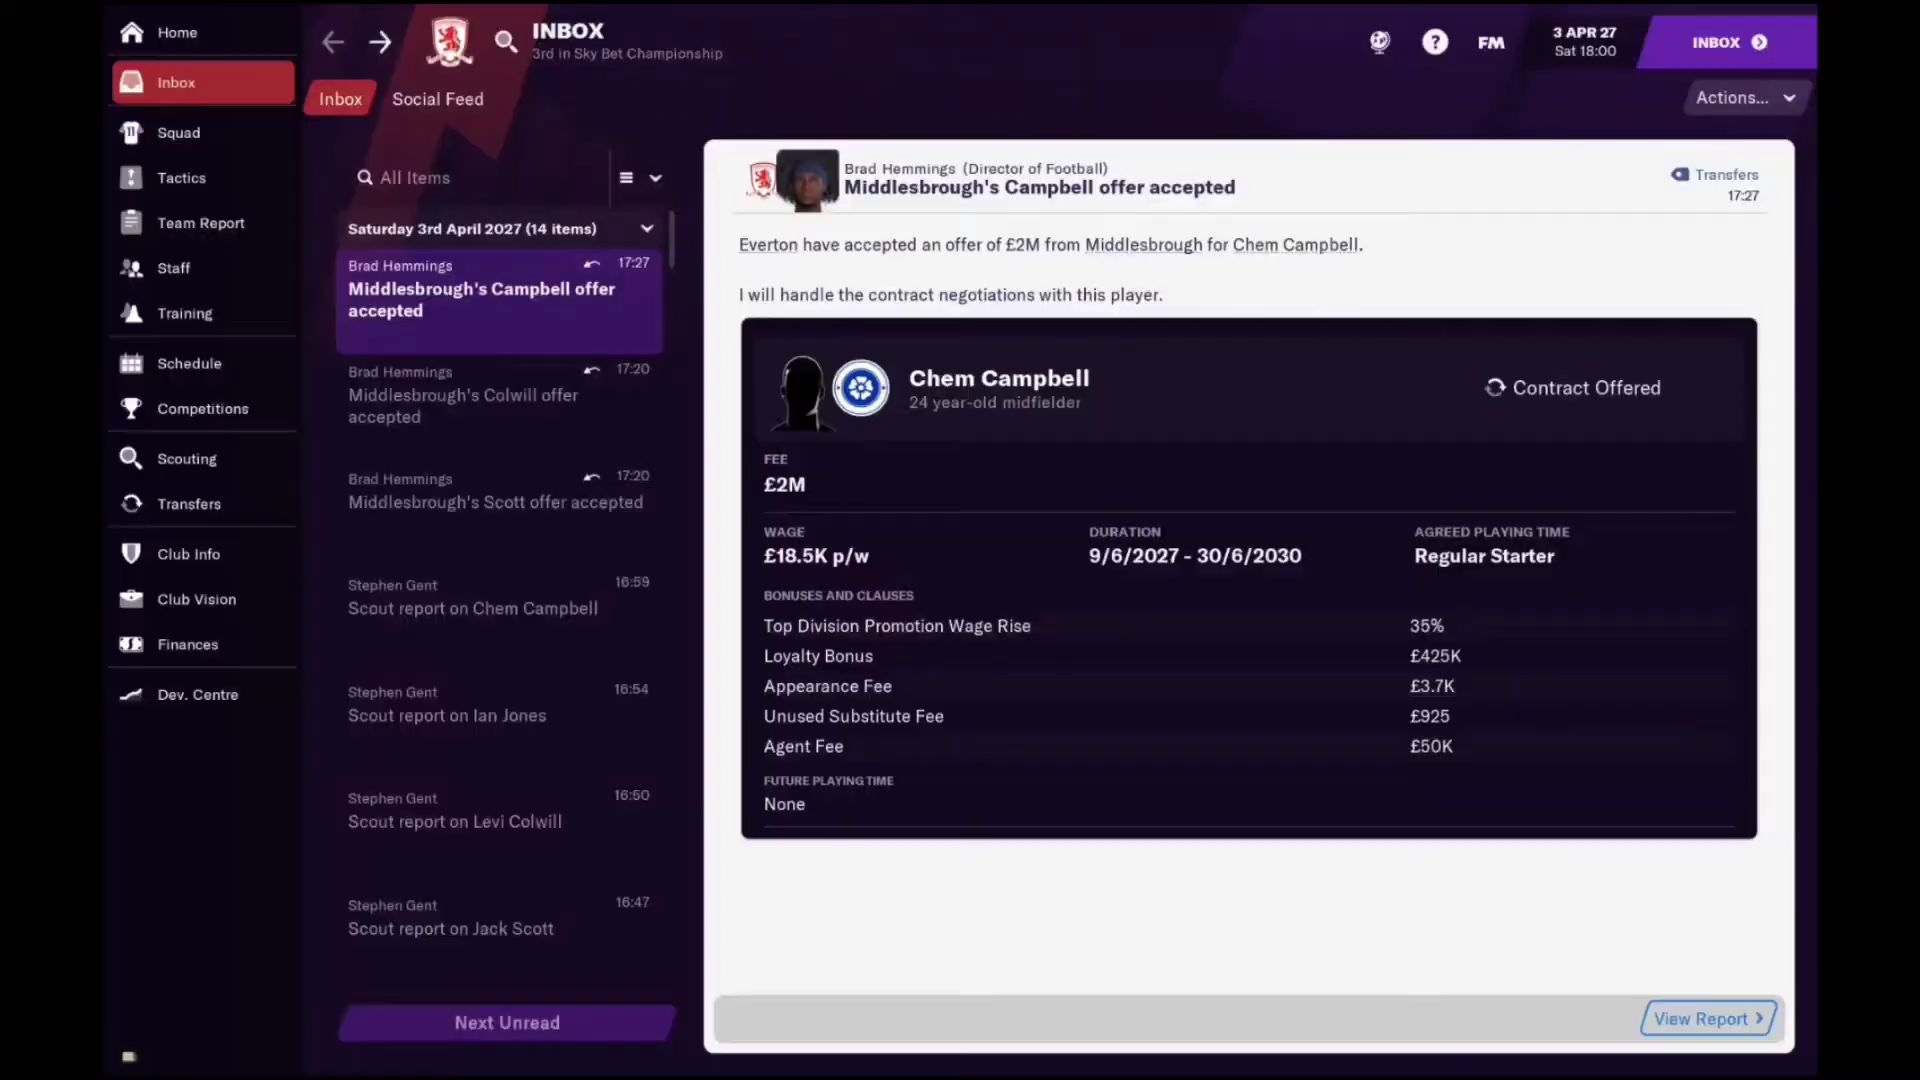 Home
Inbox
Squad
Tactics
Team Report
Staff
Training
Schedule
Competitions
Scouting
Transfers
Club Info
Club Vision
Finances
Dev. Centre
INBOX
3rd in Sky Bet Championship
?
FM
3 APR 27
Sat 18:00
INBOX
Inbox
Social Feed
Actions...
All Items
Saturday 3rd April 2027 (14 items)
Brad Hemmings 17:27
Middlesbrough's Campbell offer
accepted
Brad Hemmings 17:20
Middlesbrough's Colwill offer
accepted
Brad Hemmings 17:20
Middlesbrough's Scott offer accepted
Stephen Gent 16:59
Scout report on Chem Campbell
Stephen Gent 16:54
Scout report on Ian Jones
Stephen Gent 16:50
Scout report on Levi Colwill
Stephen Gent 16:47
Scout report on Jack Scott
Next Unread
Brad Hemmings (Director of Football)
Middlesbrough's Campbell offer accepted
Transfers
17:27
Everton have accepted an offer of £2M from Middlesbrough for Chem Campbell.
I will handle the contract negotiations with this player.
Chem Campbell
24 year-old midfielder
Contract Offered
FEE
£2M
WAGE DURATION AGREED PLAYING TIME
£18.5K p/w 9/6/2027 - 30/6/2030 Regular Starter
BONUSES AND CLAUSES
Top Division Promotion Wage Rise 35%
Loyalty Bonus £425K
Appearance Fee £3.7K
Unused Substitute Fee £925
Agent Fee £50K
FUTURE PLAYING TIME
None
View Report